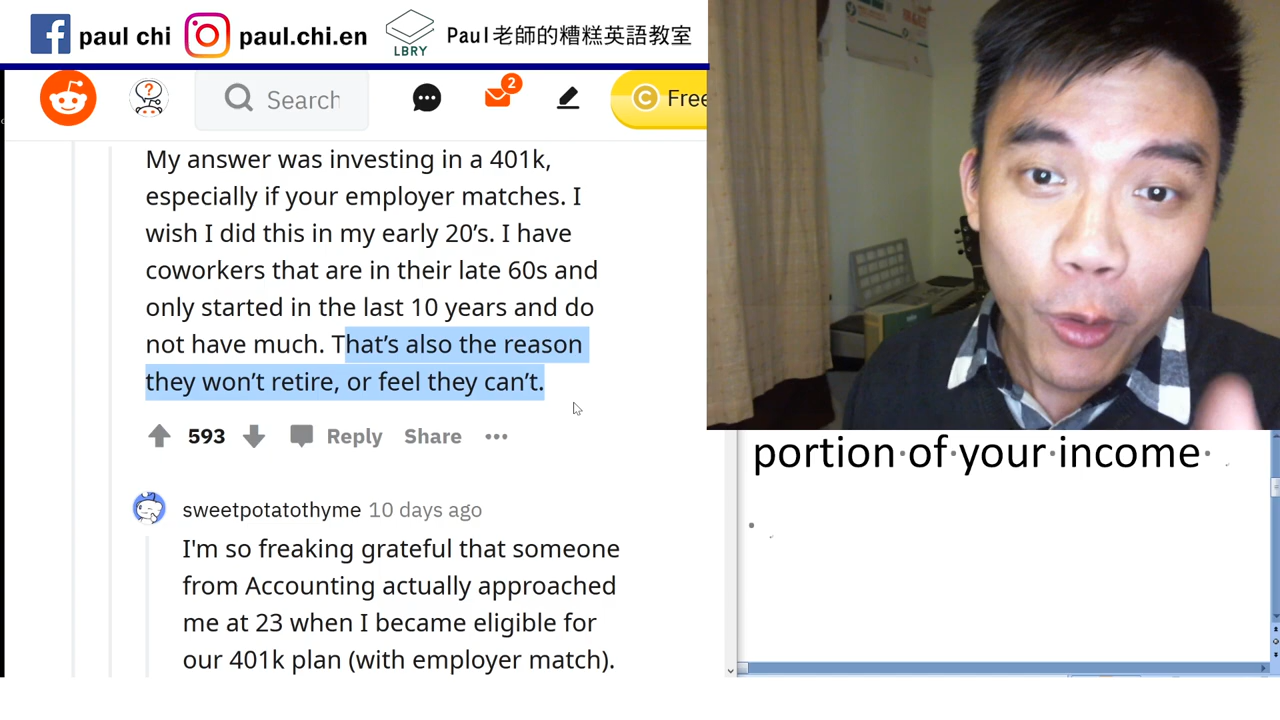 paul chi
paul.chi.en
LBRY
Paul老師的糟糕英語教室
?
Search
2
C Free
My answer was investing in a 401k,
especially if your employer matches. I
wish I did this in my early 20’s. I have
coworkers that are in their late 60s and
only started in the last 10 years and do
not have much. That’s also the reason
they won’t retire, or feel they can’t.
593
Reply Share
sweetpotatothyme 10 days ago
I'm so freaking grateful that someone
from Accounting actually approached
me at 23 when I became eligible for
our 401k plan (with employer match).
portion of your income